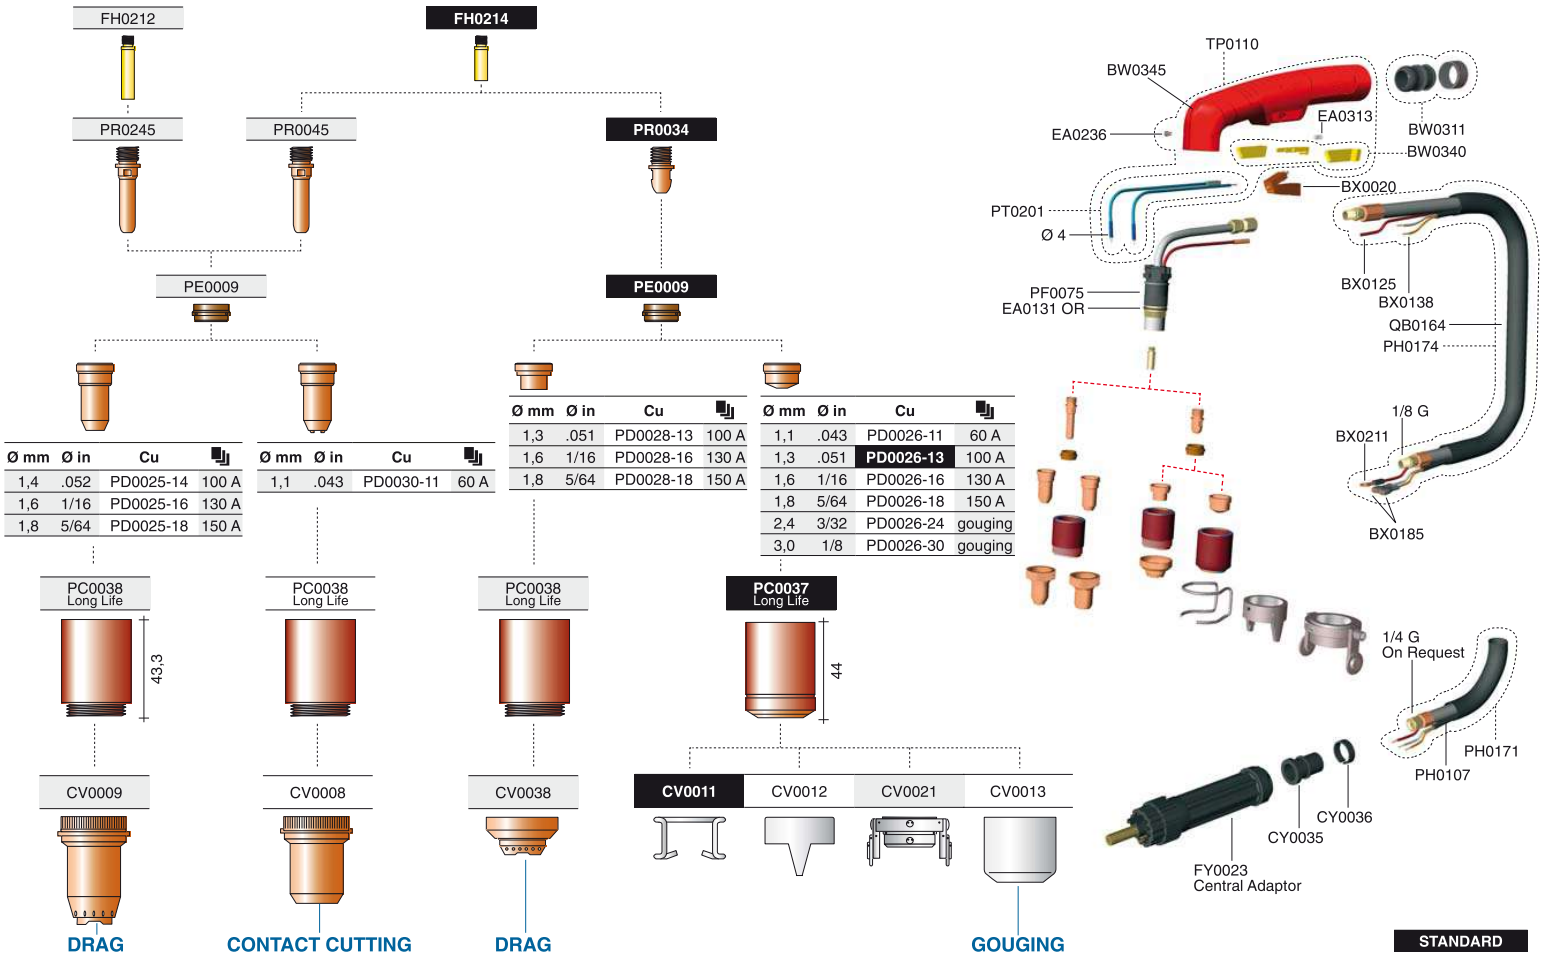 FH0212
FH0214
PR0245
PR0045
PR0034
PE0009
PE0009
Ø mm Ø in Cu
1,4 .052 PD0025-14 100 A
1,6 1/16 PD0025-16 130 A
1,8 5/64 PD0025-18 150 A
Ø mm Ø in Cu
1,1 .043 PD0030-11 60 A
Ø mm Ø in Cu
1,3 .051 PD0028-13 100 A
1,6 1/16 PD0028-16 130 A
1,8 5/64 PD0028-18 150 A
Ø mm Ø in Cu
1,1 .043 PD0026-11 60 A
1,3 .051 PD0026-13 100 A
1,6 1/16 PD0026-16 130 A
1,8 5/64 PD0026-18 150 A
2,4 3/32 PD0026-24 gouging
3,0 1/8 PD0026-30 gouging
PC0038
Long Life
PC0038
Long Life
PC0038
Long Life
PC0037
Long Life
43,3
44
CV0009
CV0008
CV0038
CV0011
CV0012
CV0021
CV0013
DRAG
CONTACT CUTTING
DRAG
GOUGING
TP0110
BW0345
EA0313
EA0236
BW0311
BW0340
BX0020
PT0201
Ø 4
PF0075
EA0131 OR
BX0125
BX0138
QB0164
PH0174
1/8 G
BX0211
BX0185
1/4 G
On Request
PH0171
PH0107
CY0036
CY0035
FY0023
Central Adaptor
STANDARD